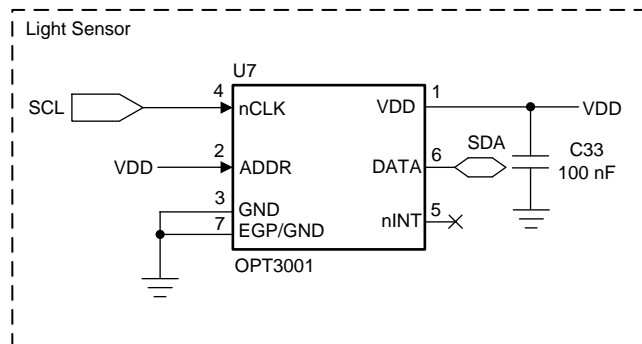 Light Sensor
U7
SCL
4
nCLK
1
VDD
VDD
VDD
2
ADDR
SDA
6
DATA
C33
100 nF
3
GND
7
EGP/GND
5
nINT
OPT3001